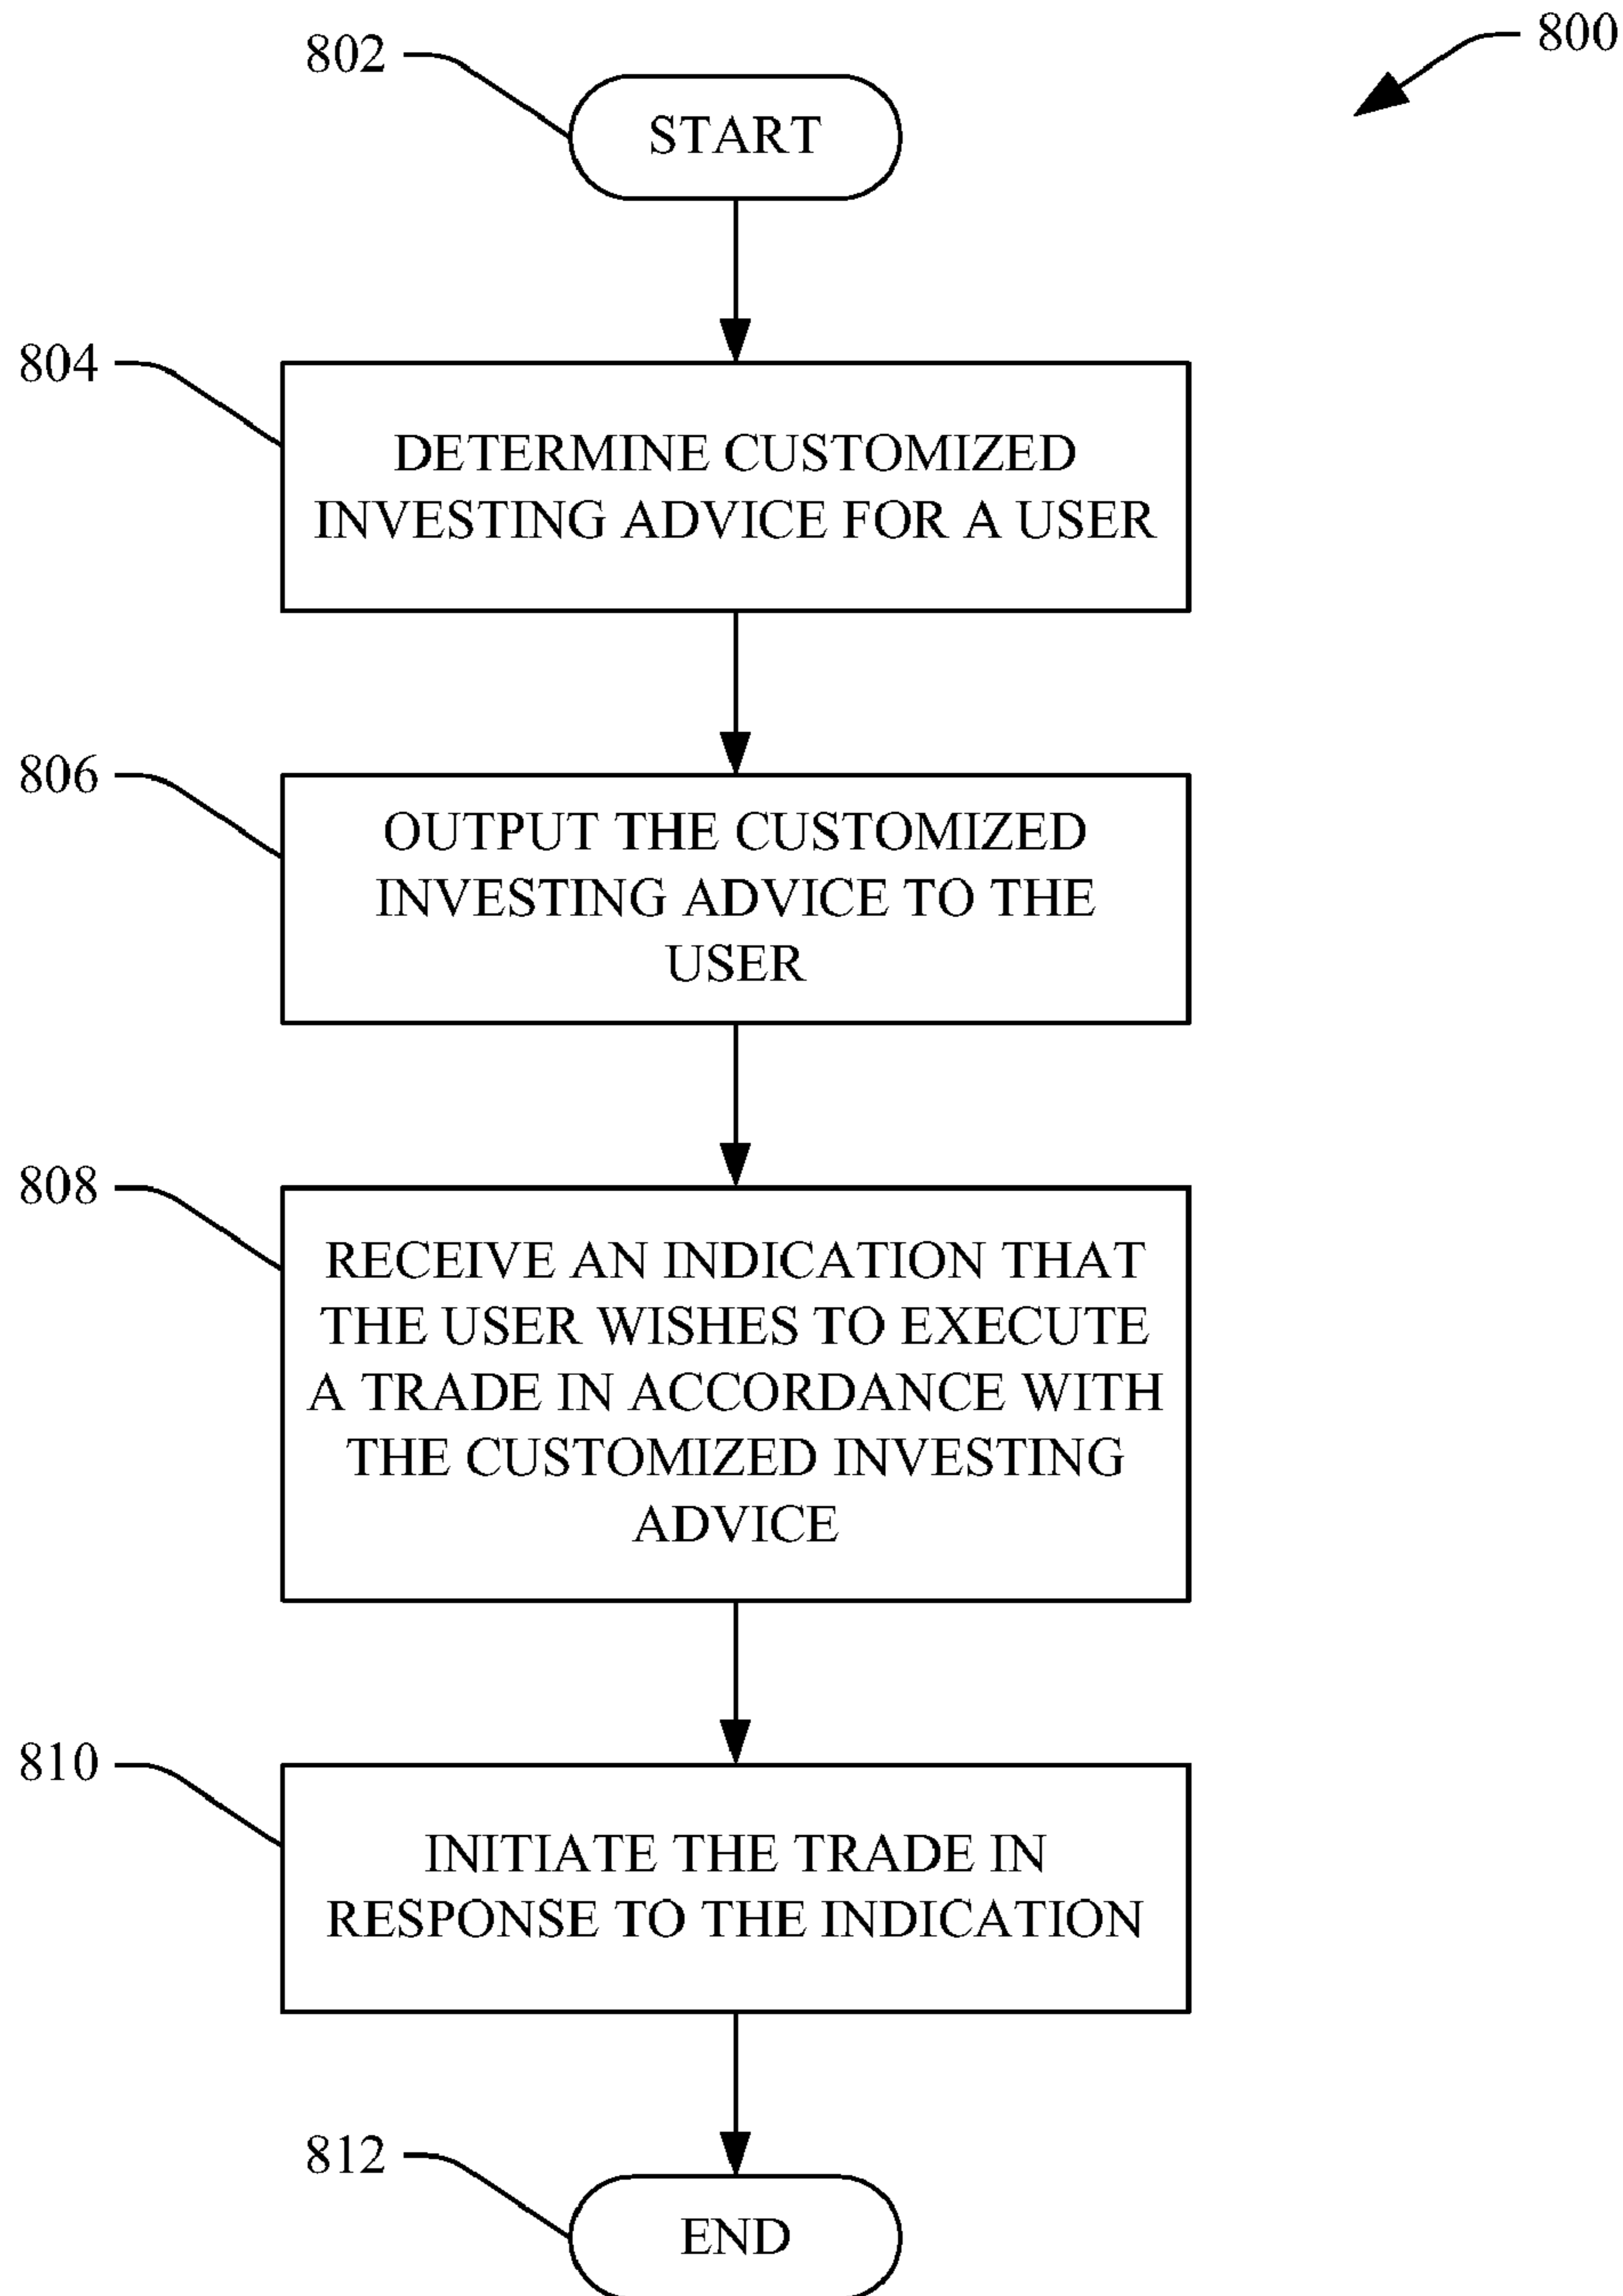 800
802
START
804
DETERMINE CUSTOMIZED
INVESTING ADVICE FOR A USER
806
OUTPUT THE CUSTOMIZED
INVESTING ADVICE TO THE
USER
808
RECEIVE AN INDICATION THAT
THE USER WISHES TO EXECUTE
A TRADE IN ACCORDANCE WITH
THE CUSTOMIZED INVESTING
ADVICE
810
INITIATE THE TRADE IN
RESPONSE TO THE INDICATION
812
END